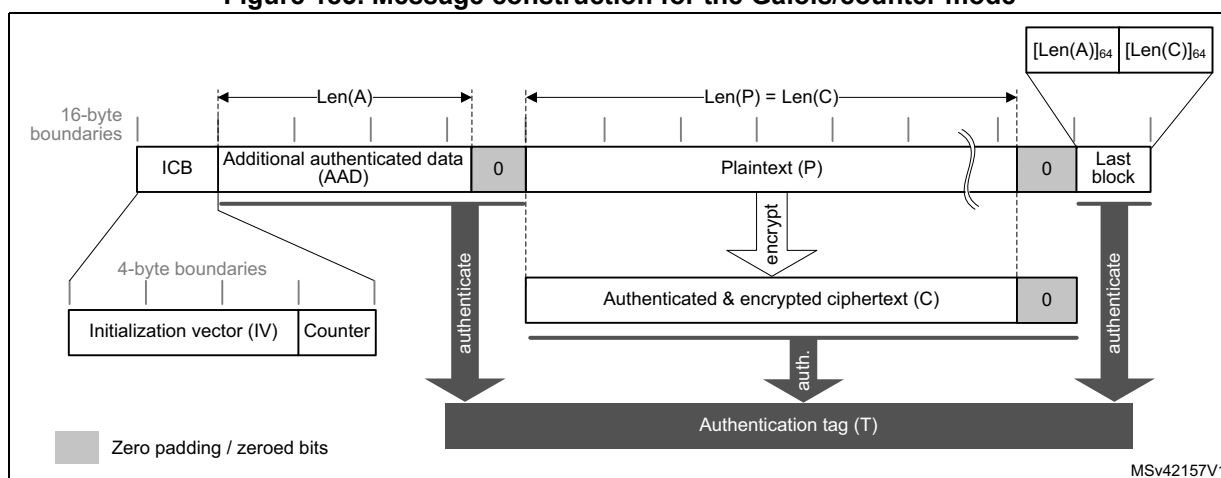 Figure 166. Message construction for the Galois/counter mode
[Len(A)]64 [Len(C)]64
Len(A)
Len(P) = Len(C)
16-byte
boundaries
ICB
Additional authenticated data
(AAD)
0
Plaintext (P)
0
Last
block
encrypt
4-byte boundaries
authenticate
authenticate
Authenticated & encrypted ciphertext (C)
0
Initialization vector (IV)
Counter
auth.
Authentication tag (T)
Zero padding / zeroed bits
MSv42157V1